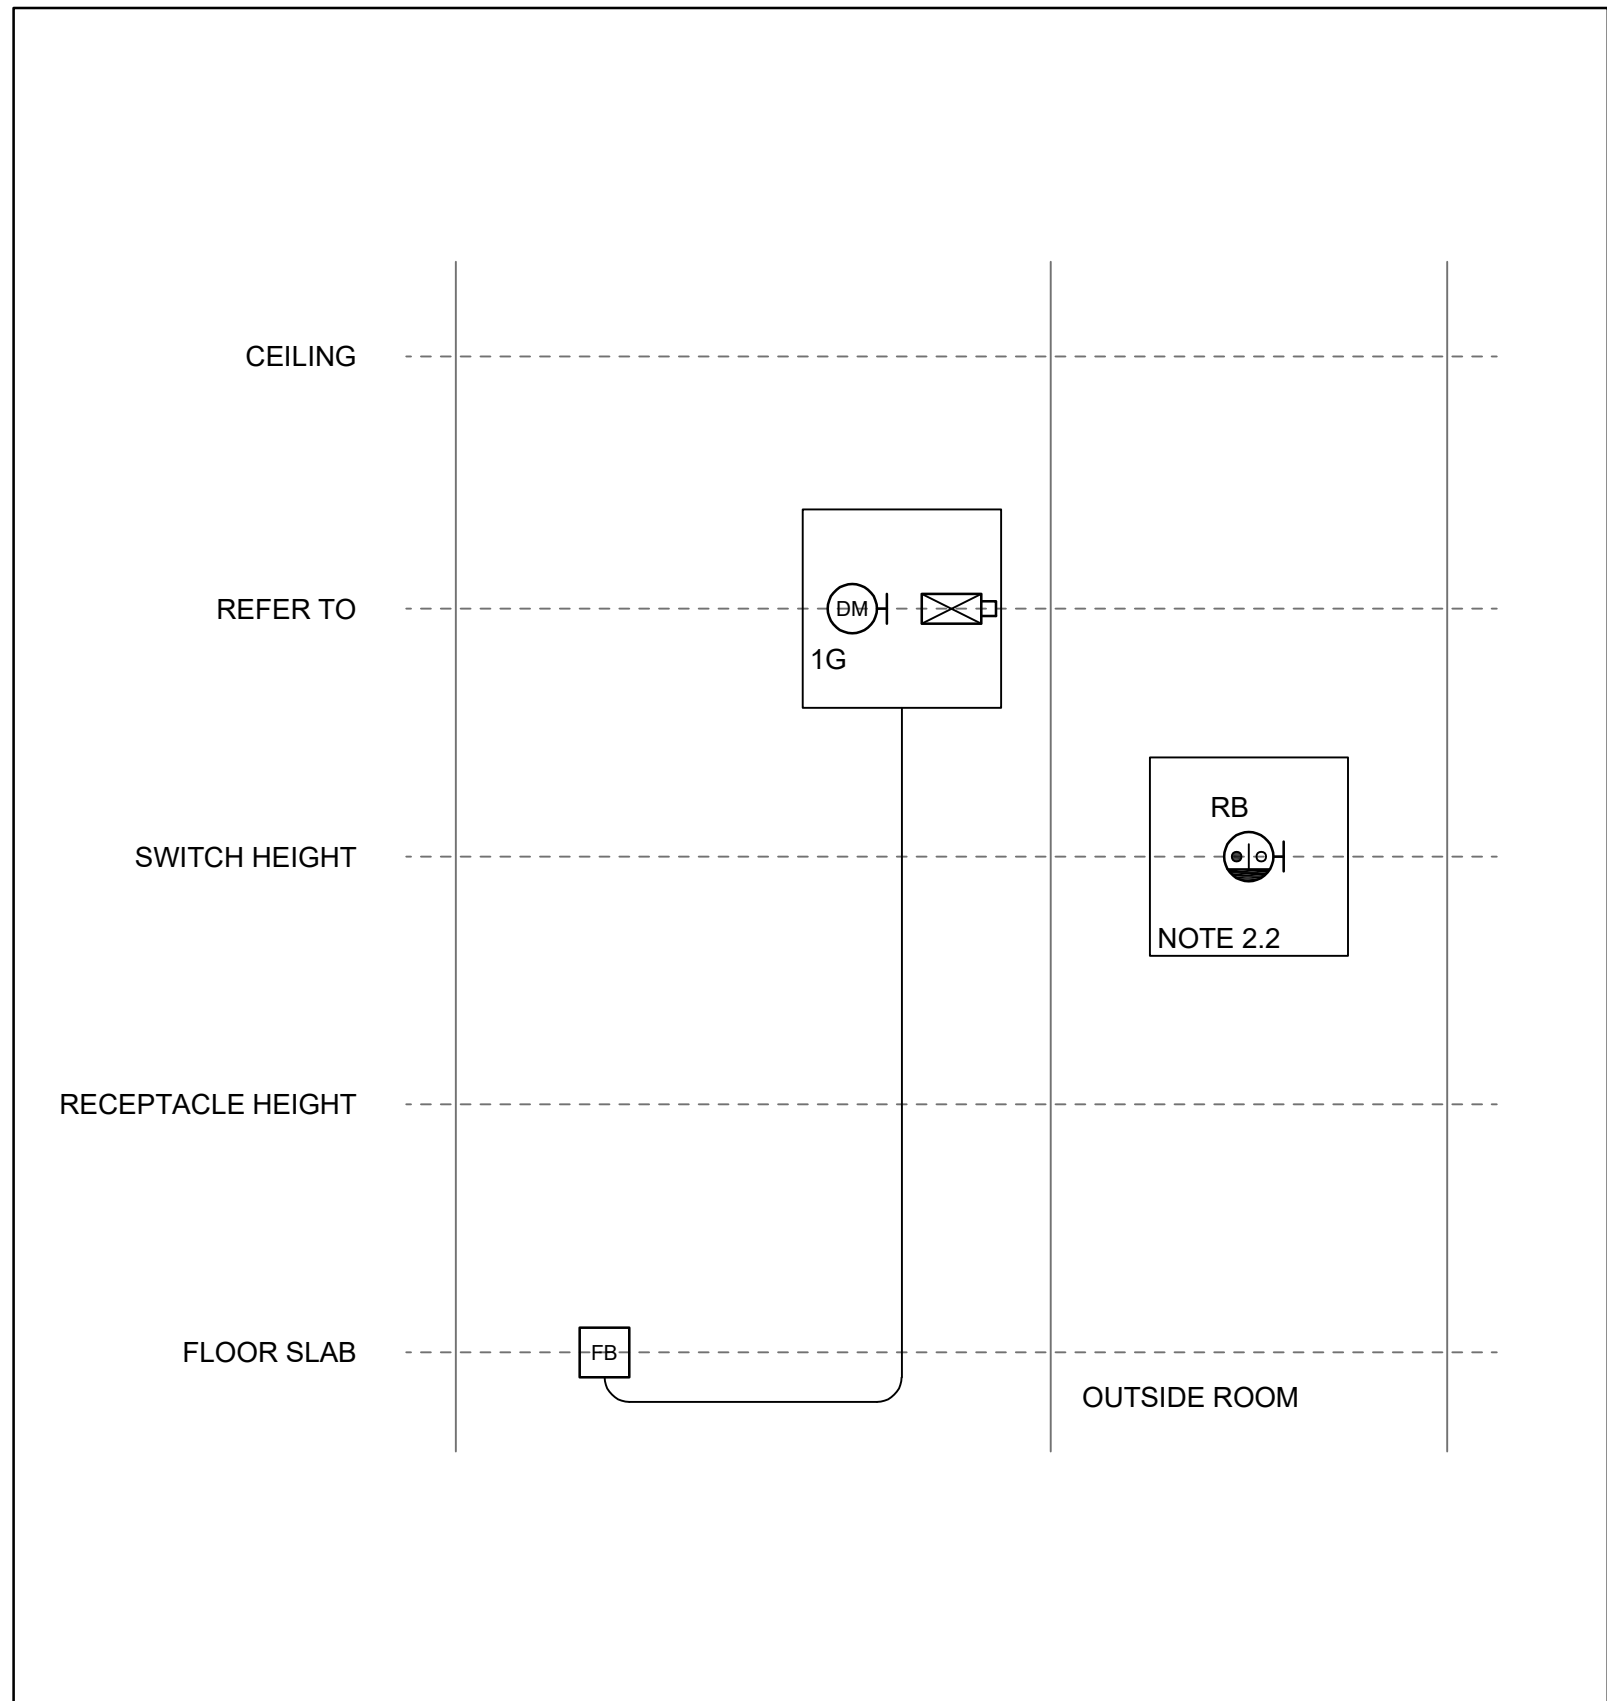 CEILING
REFER TO
DM
1G
RB
SWITCH HEIGHT
NOTE 2.2
RECEPTACLE HEIGHT
FLOOR SLAB
FB
OUTSIDE ROOM